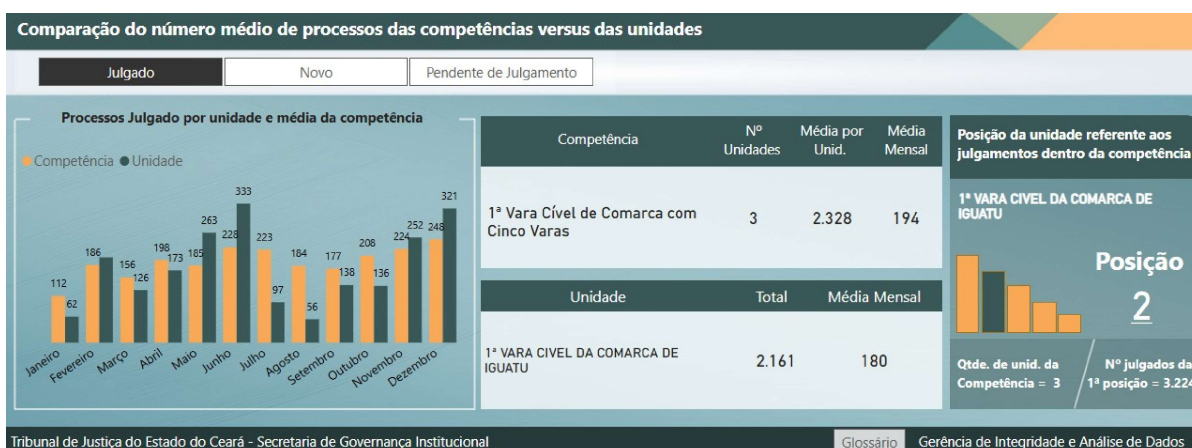 Comparação do número médio de processos das competências versus das unidades
Julgado
Novo
Pendente de Julgamento
Processos Julgado por unidade e média da competência
Competência Unidade
112
62
186
156
126
198
173
185
263
228
333
223
97
184
56
177
138
208
136
224
252
248
321
Janeiro
Fevereiro
Março
Abril
Maio
Junho
Julho
Agosto
Setembro
Outubro
Novembro
Dezembro
Competência Nº Unidades Média por Unid. Média Mensal
1ª Vara Cível de Comarca com
Cinco Varas
3 2.328 194
Unidade Total Média Mensal
1ª VARA CIVEL DA COMARCA DE
IGUATU
2.161 180
Posição da unidade referente aos
julgamentos dentro da competência
1ª VARA CIVEL DA COMARCA DE
IGUATU
Posição
2
Qtde. de unid. da
Competência = 3
Nº julgados da
1ª posição = 3.224
Tribunal de Justiça do Estado do Ceará - Secretaria de Governança Institucional
Glossário
Gerência de Integridade e Análise de Dados